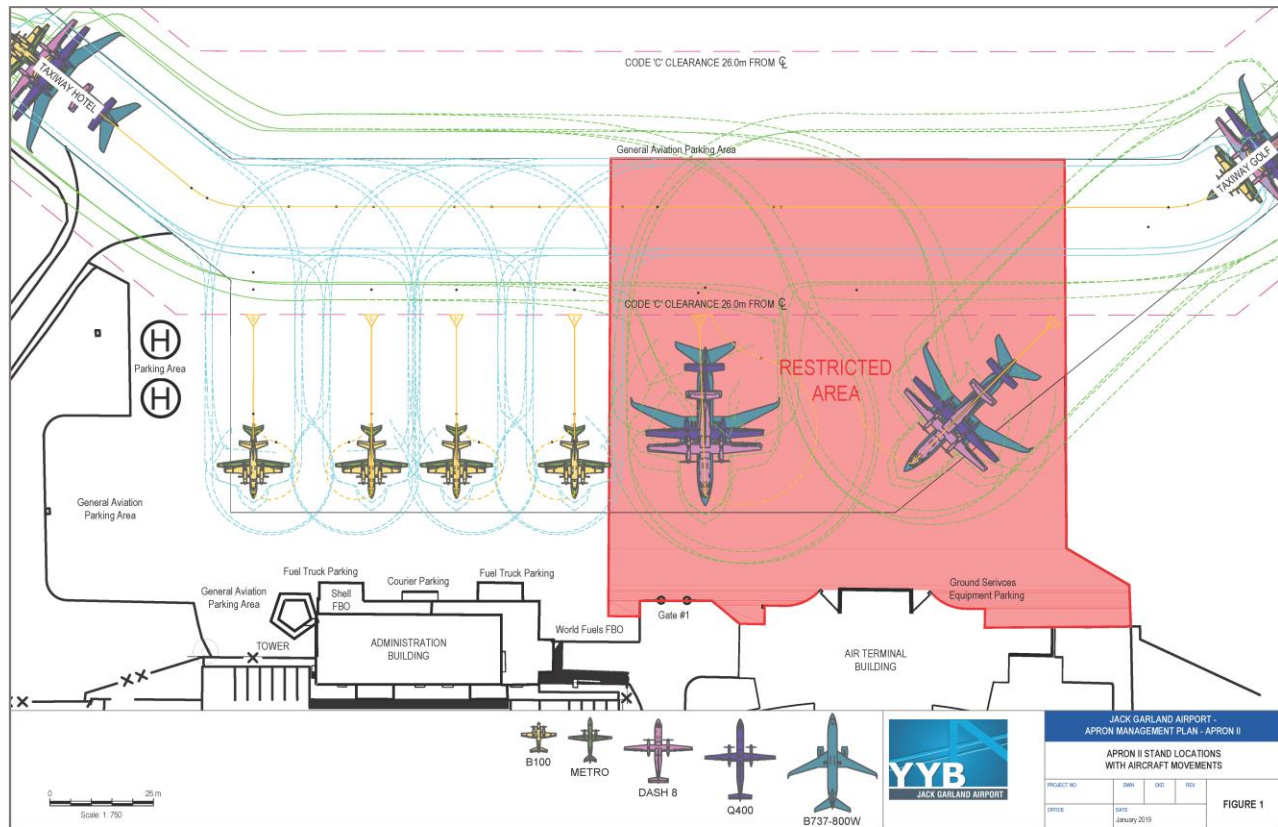 TAXIWAY HOTEL
CODE 'C' CLEARANCE 26.0m FROM ℄
General Aviation Parking Area
TAXIWAY GOLF
CODE 'C' CLEARANCE 26.0m FROM ℄
H
Parking Area
H
RESTRICTED
AREA
General Aviation
Parking Area
Fuel Truck Parking
Courier Parking
Fuel Truck Parking
General Aviation
Parking Area
Shell
FBO
Ground Serivces
Equipment Parking
Gate #1
TOWER
ADMINISTRATION
BUILDING
World Fuels FBO
AIR TERMINAL
BUILDING
B100
METRO
DASH 8
Q400
B737-800W
0
25 m
Scale: 1:750
YYB
JACK GARLAND AIRPORT
JACK GARLAND AIRPORT -
APRON MANAGEMENT PLAN - APRON II
APRON II STAND LOCATIONS
WITH AIRCRAFT MOVEMENTS
PROJECT NO
DWN
CKD
REV
OFFICE
DATE
January 2019
FIGURE 1